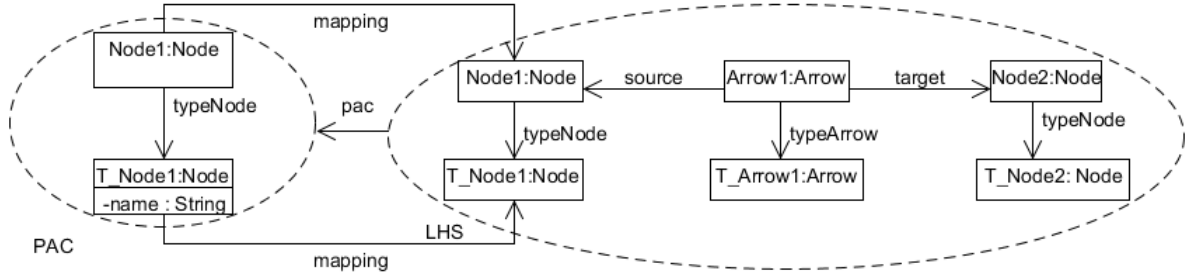 mapping
Node1:Node
Node1:Node
source
Arrow1:Arrow
target
Node2:Node
typeNode
pac
typeNode
typeArrow
typeNode
T_Node1:Node
-name : String
T_Node1:Node
T_Arrow1:Arrow
T_Node2: Node
PAC
LHS
mapping